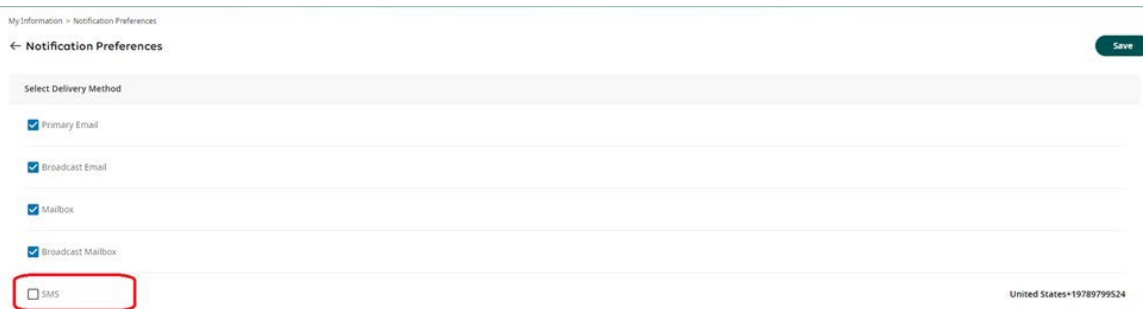 My Information > Notification Preferences
← Notification Preferences
Save
Select Delivery Method
Primary Email
Broadcast Email
Mailbox
Broadcast Mailbox
SMS
United States+19789799524